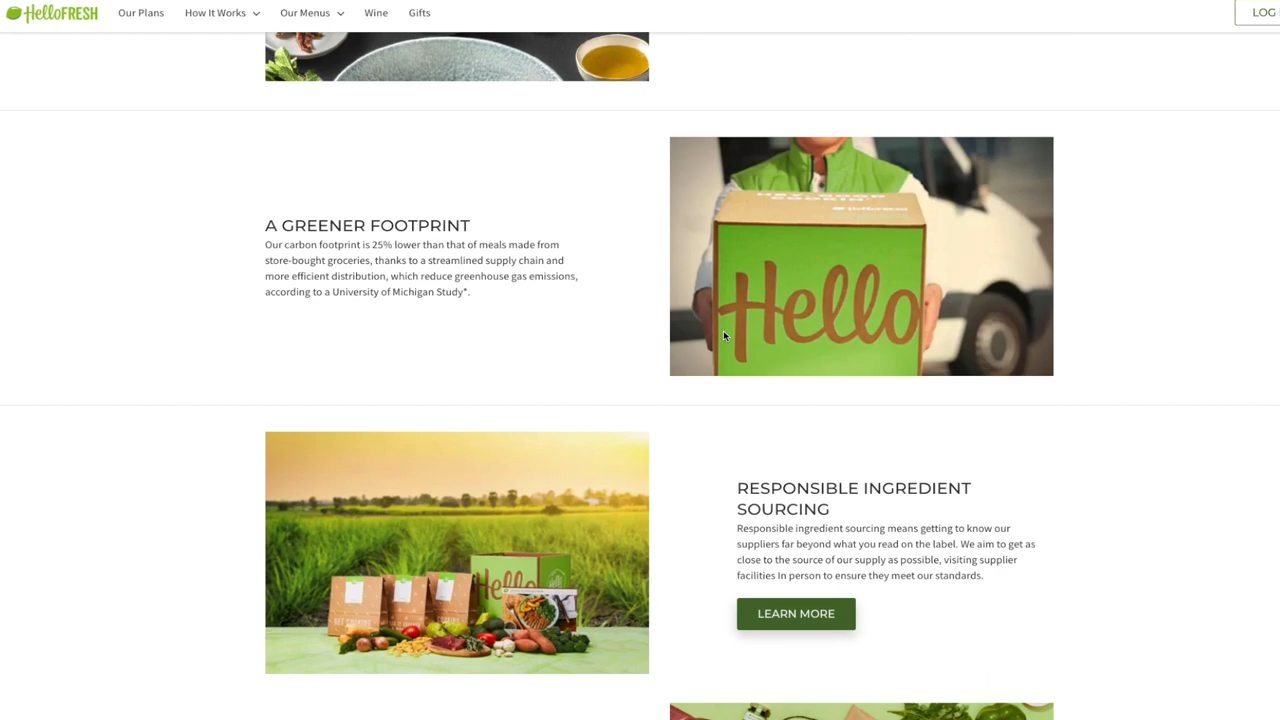 HelloFRESH
Our Plans
How It Works
Our Menus
Wine
Gifts
LOG
A GREENER FOOTPRINT
Our carbon footprint is 25% lower than that of meals made from
store-bought groceries, thanks to a streamlined supply chain and
more efficient distribution, which reduce greenhouse gas emissions,
according to a University of Michigan Study*.
Hello
RESPONSIBLE INGREDIENT
SOURCING
Responsible ingredient sourcing means getting to know our
suppliers far beyond what you read on the label. We aim to get as
close to the source of our supply as possible, visiting supplier
facilities In person to ensure they meet our standards.
Hello
LEARN MORE